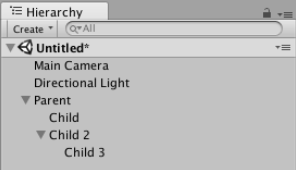 Hierarchy
Create All
Untitled*
Main Camera
Directional Light
Parent
Child
Child 2
Child 3